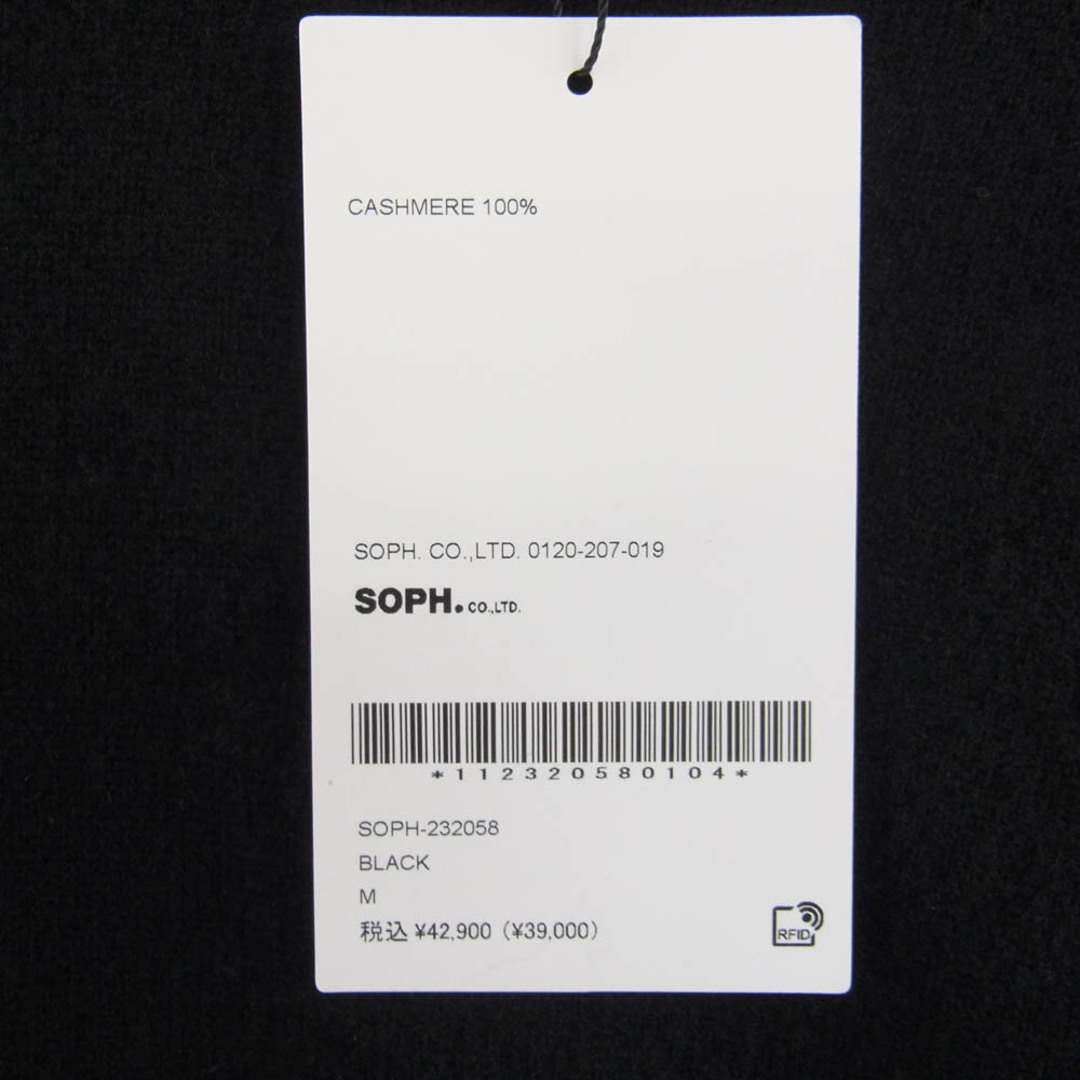 CASHMERE 100%
SOPH. CO.,LTD. 0120-207-019
SOPH. CO.,LTD.
*112320580104*
SOPH-232058
BLACK
M
税込 ¥42,900 (¥39,000)
RFID